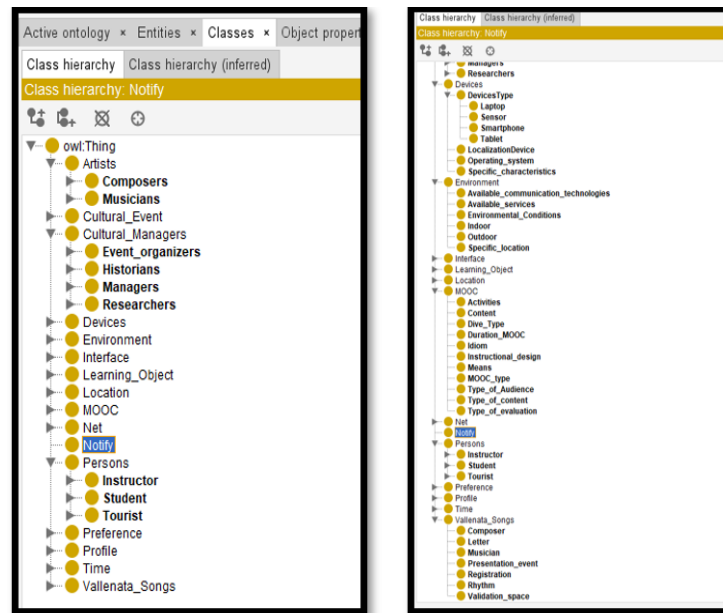 Active ontology × Entities × Classes × Object propert
Class hierarchy Class hierarchy (inferred)
Class hierarchy: Notify
owl:Thing
Artists
Composers
Musicians
Cultural_Event
Cultural_Managers
Event_organizers
Historians
Managers
Researchers
Devices
Environment
Interface
Learning_Object
Location
MOOC
Net
Notify
Persons
Instructor
Student
Tourist
Preference
Profile
Time
Vallenata_Songs
Class hierarchy Class hierarchy (inferred)
Class hierarchy: Notify
Managers
Researchers
Devices
DevicesType
Laptop
Sensor
Smartphone
Tablet
LocalizationDevice
Operating_system
Specific_characteristics
Environment
Available_communication_technologies
Available_services
Environmental_Conditions
Indoor
Outdoor
Specific_location
Interface
Learning_Object
Location
MOOC
Activities
Content
Dive_Type
Duration_MOOC
Idiom
Instructional_design
Means
MOOC_type
Type_of_Audience
Type_of_content
Type_of_evaluation
Net
Notify
Persons
Instructor
Student
Tourist
Preference
Profile
Time
Vallenata_Songs
Composer
Letter
Musician
Presentation_event
Registration
Rhythm
Validation_space